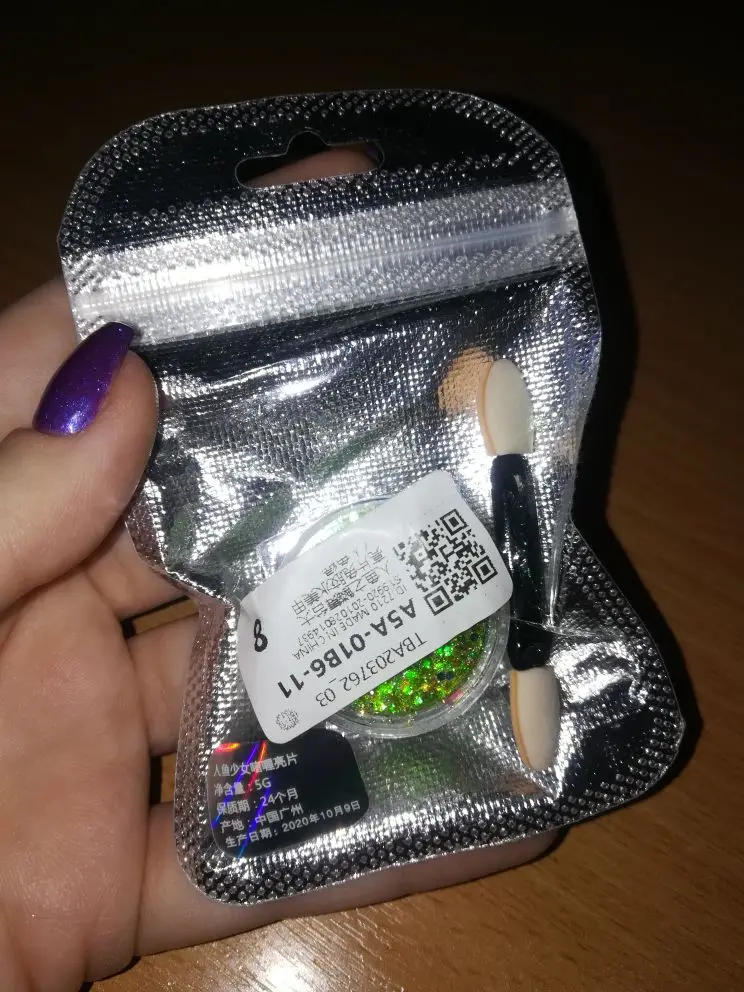 TBA203762_03
A5A-01B6-11
MADE IN CHINA
8
人鱼少女啫喱亮片
净含量：5G
保质期：24个月
产地：中国广州
生产日期：2020年10月9日